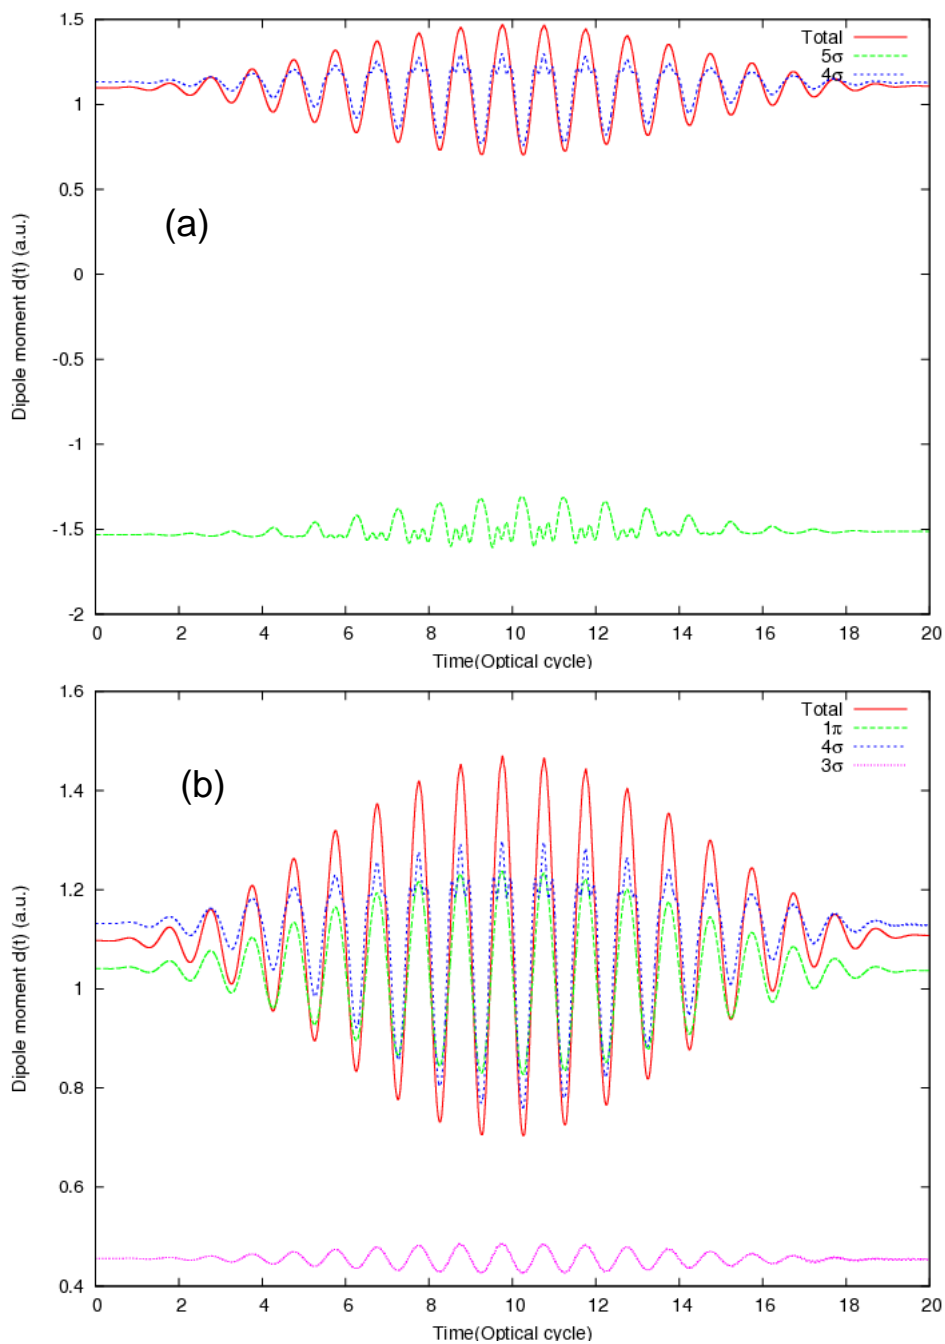 1.5
1
0.5
0
-0.5
-1
-1.5
-2
Dipole moment d(t) (a.u.)
Total
5σ
4σ
(a)
0 2 4 6 8 10 12 14 16 18 20
Time(Optical cycle)
1.6
1.4
1.2
1
0.8
0.6
0.4
Dipole moment d(t) (a.u.)
Total
1π
4σ
3σ
(b)
0 2 4 6 8 10 12 14 16 18 20
Time(Optical cycle)